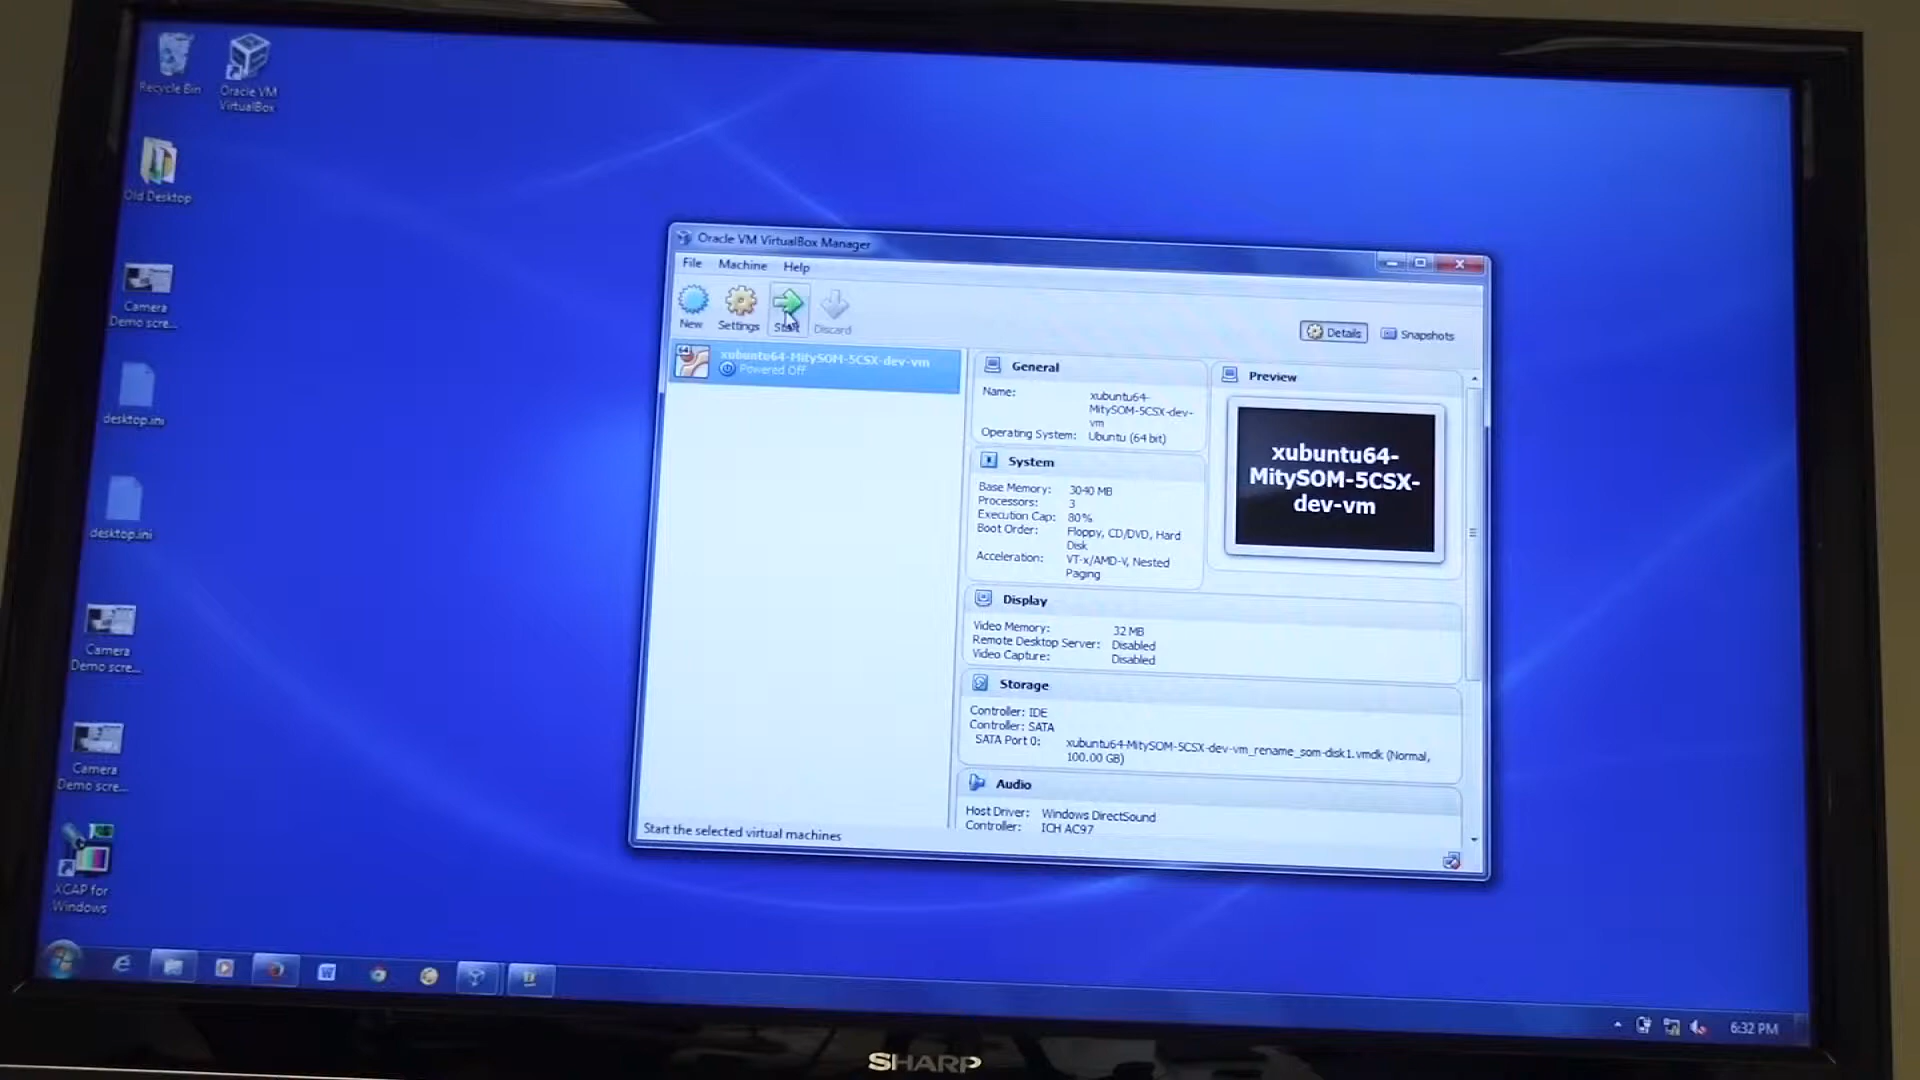 Recycle Bin
Oracle VM
VirtualBox
Old Desktop
Camera
Demo scre...
desktop.ini
desktop.ini
Camera
Demo scre...
Camera
Demo scre...
XCAP for
Windows
Oracle VM VirtualBox Manager
File Machine Help
New Settings Start Discard
Details Snapshots
64
xubuntu64-MitySOM-5CSX-dev-vm
Powered Off
General
Name: xubuntu64-
MitySOM-5CSX-dev-
vm
Operating System: Ubuntu (64 bit)
System
Base Memory: 3040 MB
Processors: 3
Execution Cap: 80%
Boot Order: Floppy, CD/DVD, Hard
Disk
Acceleration: VT-x/AMD-V, Nested
Paging
Preview
xubuntu64-
MitySOM-5CSX-
dev-vm
Display
Video Memory: 32 MB
Remote Desktop Server: Disabled
Video Capture: Disabled
Storage
Controller: IDE
Controller: SATA
SATA Port 0: xubuntu64-MitySOM-5CSX-dev-vm_rename_som-disk1.vmdk (Normal,
100.00 GB)
Audio
Host Driver: Windows DirectSound
Controller: ICH AC97
Start the selected virtual machines
6:32 PM
SHARP